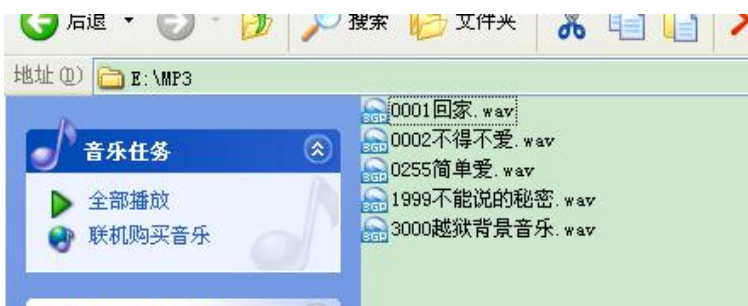 后退 搜索 文件夹
地址(D) E:\MP3
音乐任务
全部播放
联机购买音乐
0001回家.wav
0002不得不爱.wav
0255简单爱.wav
1999不能说的秘密.wav
3000越狱背景音乐.wav